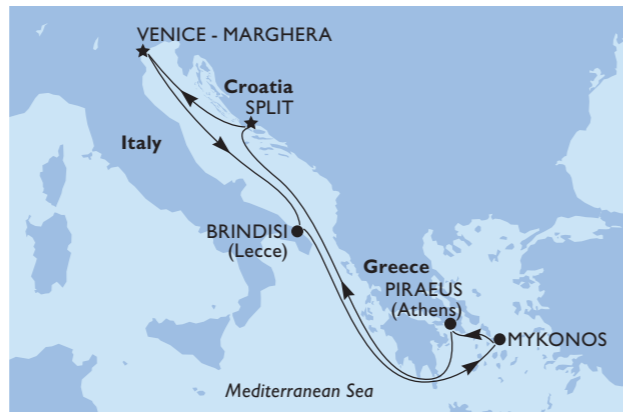 VENICE - MARGHERA
Croatia
SPLIT
Italy
BRINDISI
(Lecce)
Greece
PIRAEUS
(Athens)
MYKONOS
Mediterranean Sea